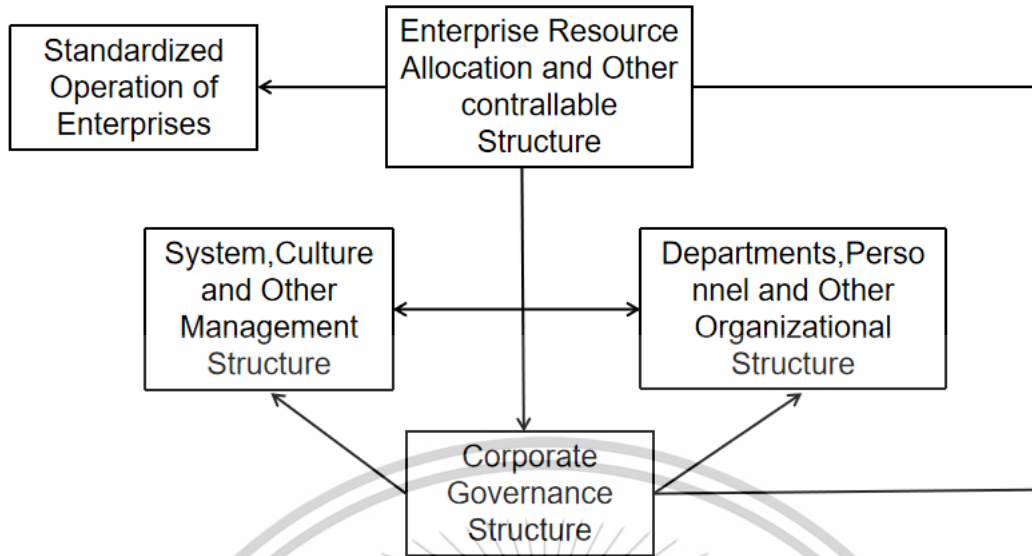 Standardized
Operation of
Enterprises
Enterprise Resource
Allocation and Other
contrallable
Structure
System,Culture
and Other
Management
Structure
Departments,Perso
nnel and Other
Organizational
Structure
Corporate
Governance
Structure